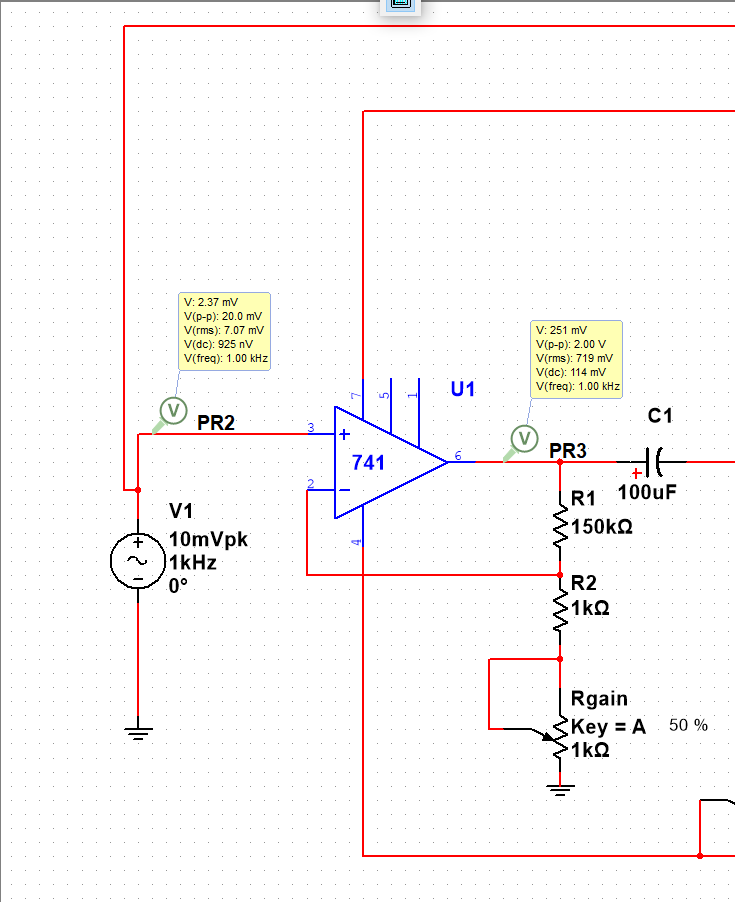 V: 2.37 mV
V(p-p): 20.0 mV
V(rms): 7.07 mV
V(dc): 925 nV
V(freq): 1.00 kHz
V
PR2
V: 251 mV
V(p-p): 2.00 V
V(rms): 719 mV
V(dc): 114 mV
V(freq): 1.00 kHz
V
PR3
U1
7
5
1
3
+
741
6
2
−
4
C1
+
100uF
R1
150kΩ
V1
+
−
10mVpk
1kHz
0°
R2
1kΩ
Rgain
Key = A
50 %
1kΩ